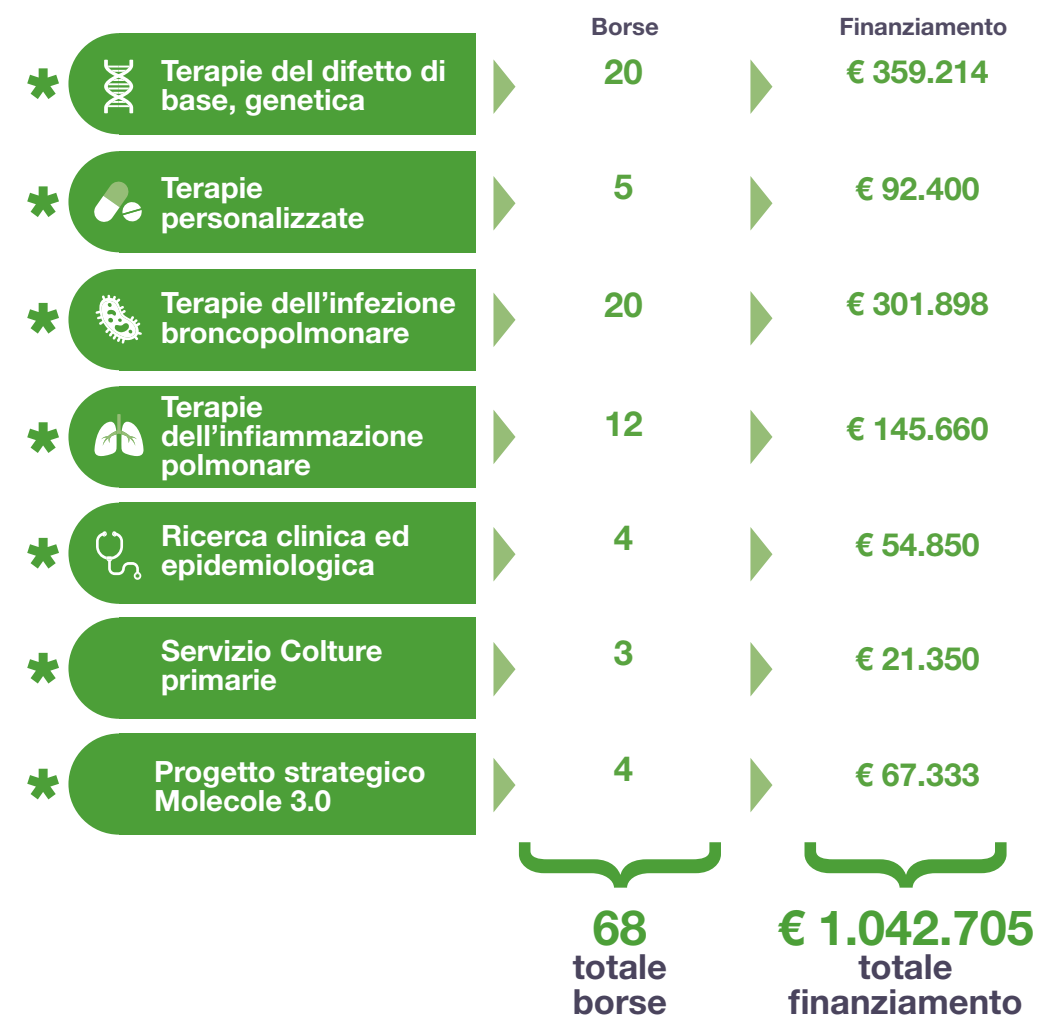 Borse Finanziamento
Terapie del difetto di
base, genetica
20
€ 359.214
Terapie
personalizzate
5
€ 92.400
Terapie dell’infezione
broncopolmonare
20
€ 301.898
Terapie
dell’infiammazione
polmonare
12
€ 145.660
Ricerca clinica ed
epidemiologica
4
€ 54.850
Servizio Colture
primarie
3
€ 21.350
Progetto strategico
Molecole 3.0
4
€ 67.333
68
totale
borse
€ 1.042.705
totale
finanziamento